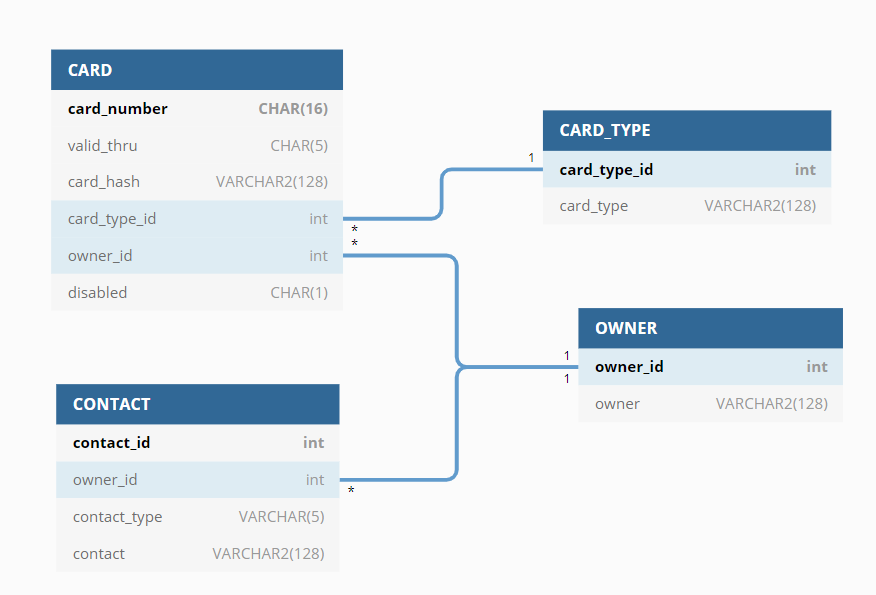 CARD
card_number CHAR(16)
valid_thru CHAR(5)
card_hash VARCHAR2(128)
card_type_id int
*
*
owner_id int
disabled CHAR(1)
CARD_TYPE
1
card_type_id int
card_type VARCHAR2(128)
OWNER
1
owner_id int
1
owner VARCHAR2(128)
CONTACT
contact_id int
owner_id int
*
contact_type VARCHAR(5)
contact VARCHAR2(128)